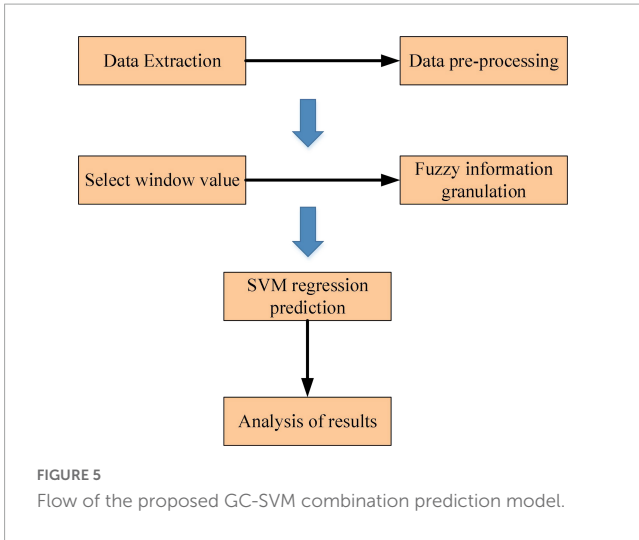 Data Extraction
Data pre-processing
Select window value
Fuzzy information
granulation
SVM regression
prediction
Analysis of results
FIGURE 5
Flow of the proposed GC-SVM combination prediction model.